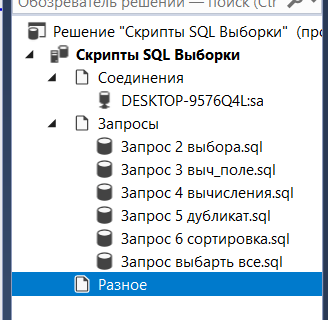 Обозреватель решений — поиск (Ctr
Решение "Скрипты SQL Выборки" (про
Скрипты SQL Выборки
Соединения
DESKTOP-9576Q4L:sa
Запросы
Запрос 2 выбора.sql
Запрос 3 выч_поле.sql
Запрос 4 вычисления.sql
Запрос 5 дубликат.sql
Запрос 6 сортировка.sql
Запрос выбарть все.sql
Разное